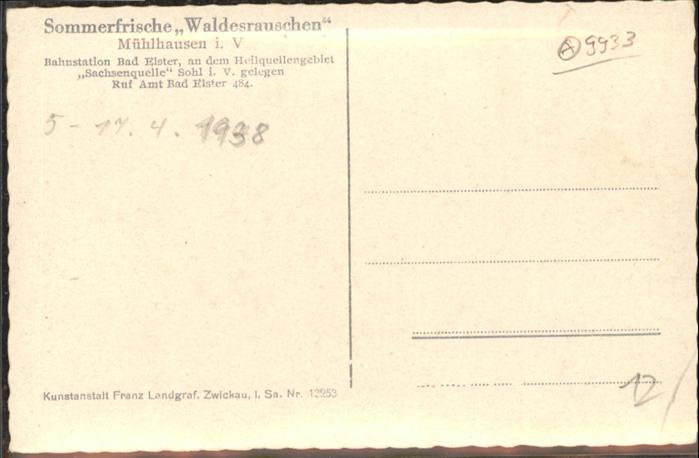 Sommerfrische „Waldesrauschen“
Mühlhausen i. V
Bahnstation Bad Elster, an dem Heilquellengebiet
„Sachsenquelle“ Sohl i. V. gelegen
Ruf Amt Bad Elster 484.
5 - 17. 4. 1938
A 9933
12
Kunstanstalt Franz Landgraf, Zwickau, i. Sa. Nr. 12953